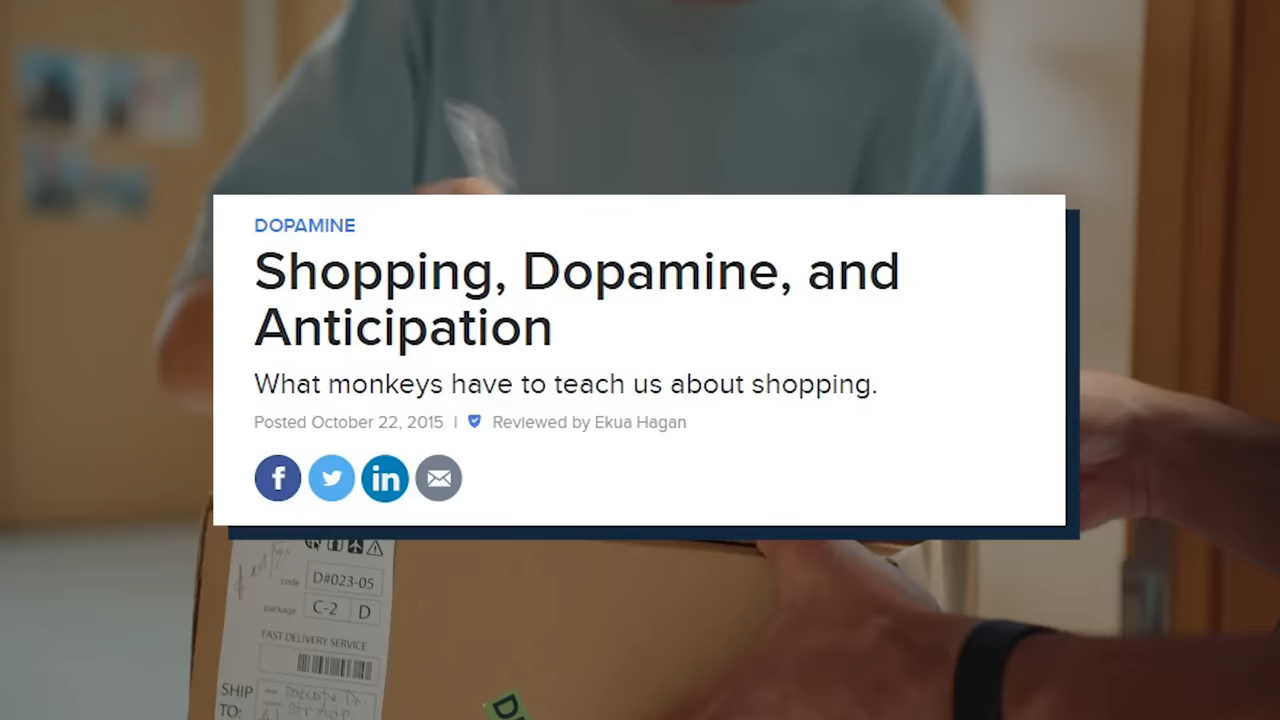 DOPAMINE
Shopping, Dopamine, and
Anticipation
What monkeys have to teach us about shopping.
Posted October 22, 2015 | Reviewed by Ekua Hagan
f in
code D#023-05
package C-2 D
FAST DELIVERY SERVICE
SHIP
TO: